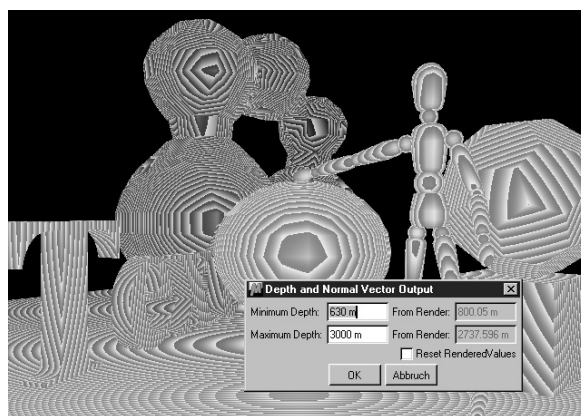 T
Depth and Normal Vector Output
Minimum Depth: 630 m From Render: 800.05 m
Maximum Depth: 3000 m From Render: 2737.596 m
Reset RenderedValues
OK Abbruch